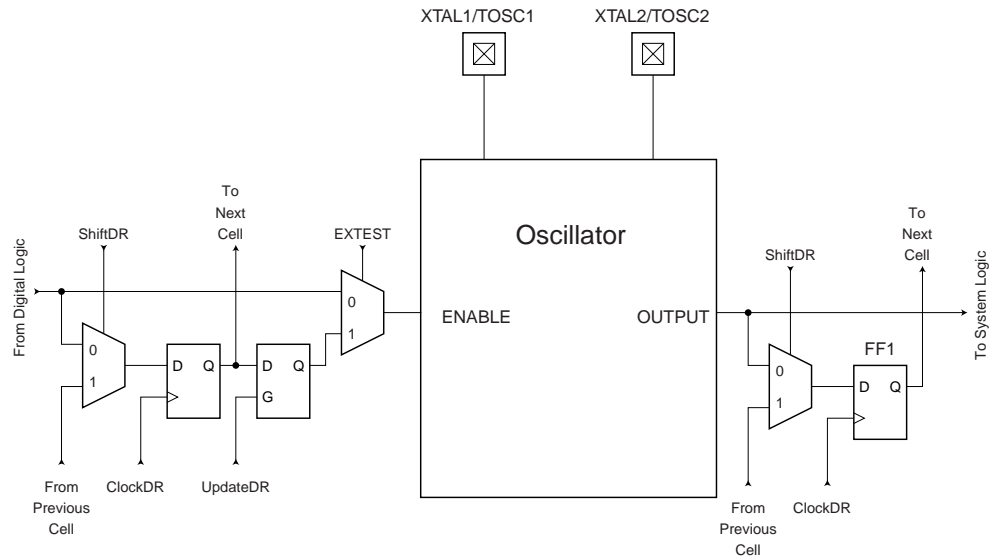 XTAL1/TOSC1
XTAL2/TOSC2
To
Next
Cell
ShiftDR
EXTEST
From Digital Logic
0
1
D
Q
D
Q
G
0
1
From
Previous
Cell
ClockDR
UpdateDR
Oscillator
ENABLE
OUTPUT
To
Next
Cell
ShiftDR
To System Logic
FF1
0
1
D
Q
From
Previous
Cell
ClockDR